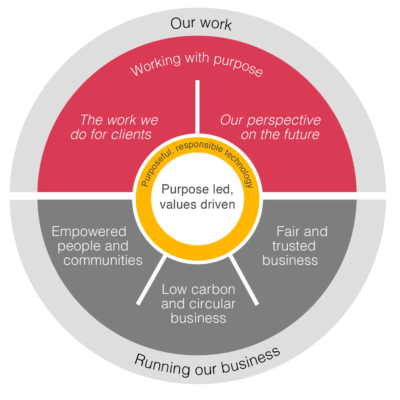 Our work
Working with purpose
The work we
do for clients
Our perspective
on the future
Purposeful, responsible technology
Purpose led,
values driven
Empowered
people and
communities
Low carbon
and circular
business
Fair and
trusted
business
Running our business